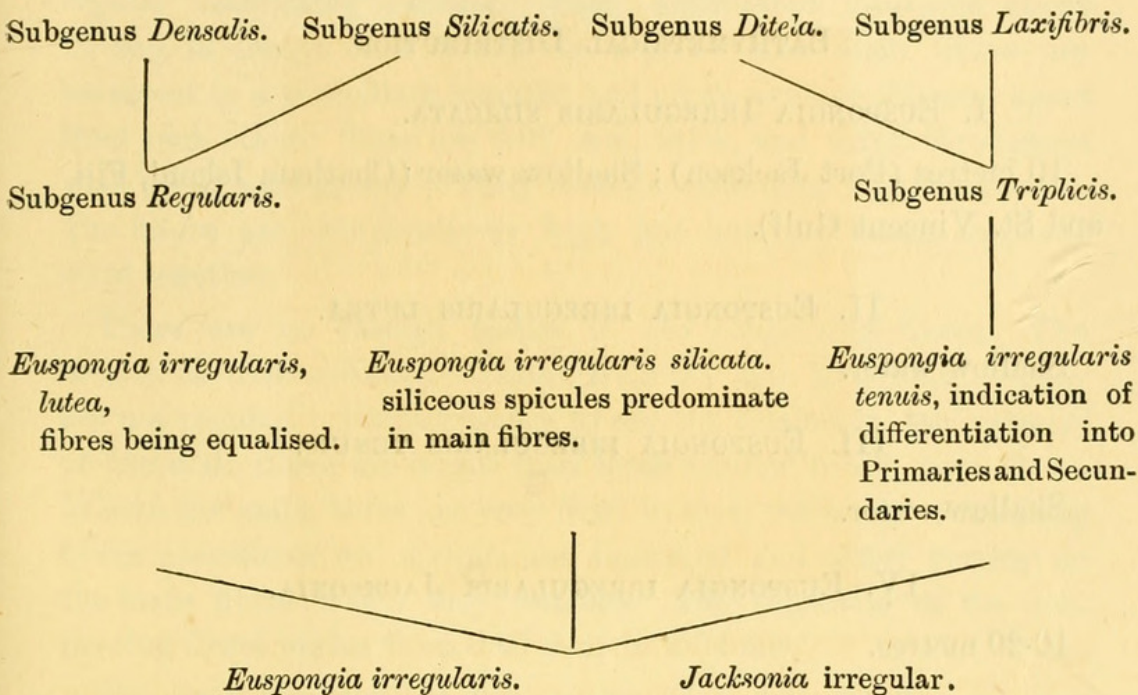 Subgenus Densalis. Subgenus Silicatis. Subgenus Ditela. Subgenus Laxifibris.
Subgenus Regularis. Subgenus Triplicis.
Euspongia irregularis,
lutea,
fibres being equalised.
Euspongia irregularis silicata.
siliceous spicules predominate
in main fibres.
Euspongia irregularis
tenuis, indication of
differentiation into
Primaries and Secun-
daries.
Euspongia irregularis. Jacksonia irregular.